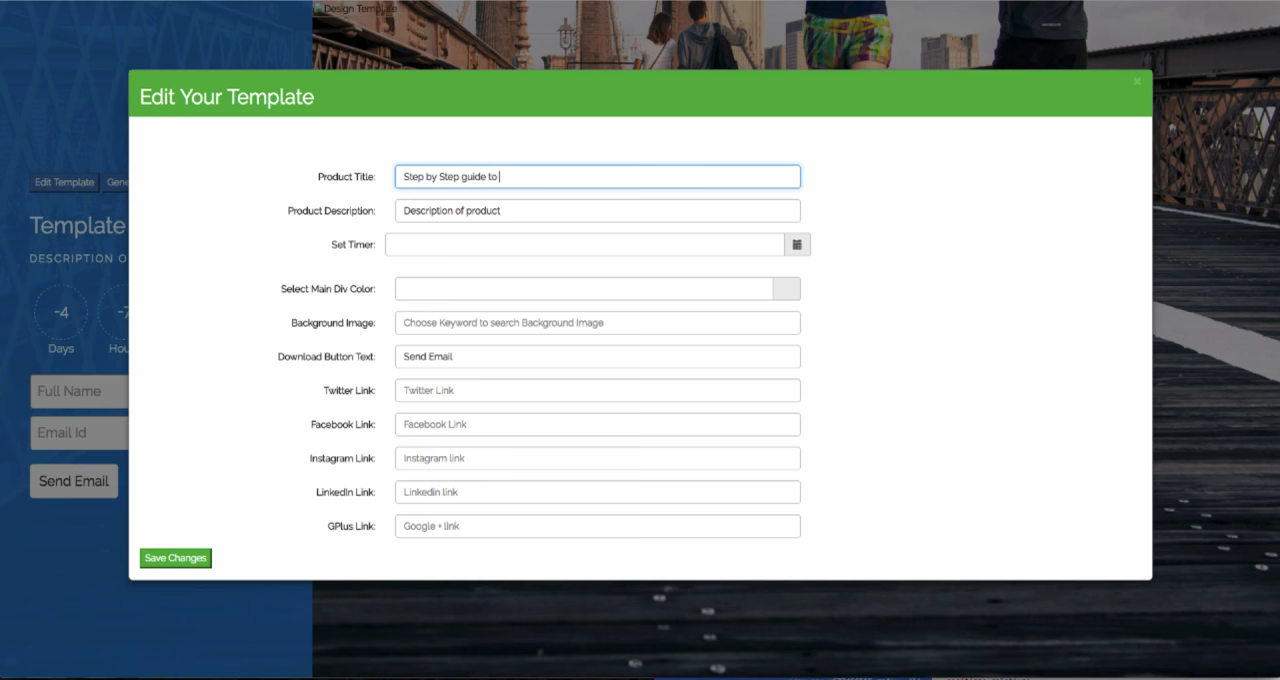 Design Template
×
Edit Your Template
Product Title: Step by Step guide to
Product Description: Description of product
Set Timer:
Select Main Div Color:
Background Image: Choose Keyword to search Background Image
Download Button Text: Send Email
Twitter Link: Twitter Link
Facebook Link: Facebook Link
Instagram Link: Instagram link
LinkedIn Link: Linkedin link
GPlus Link: Google + link
Save Changes
Edit Template Gene
Template
DESCRIPTION O
-4 -7
Days Hou
Full Name
Email Id
Send Email